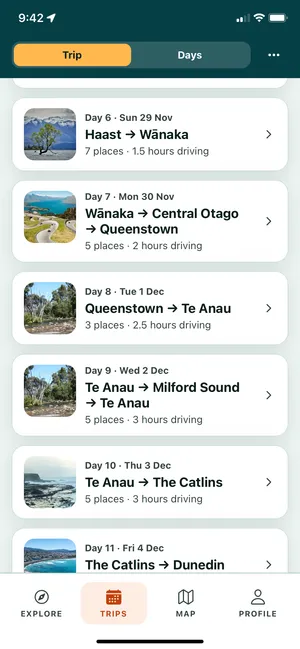 9:42
Trip
Days
Day 6 · Sun 29 Nov
Haast → Wānaka
7 places · 1.5 hours driving
Day 7 · Mon 30 Nov
Wānaka → Central Otago
→ Queenstown
5 places · 2 hours driving
Day 8 · Tue 1 Dec
Queenstown → Te Anau
3 places · 2.5 hours driving
Day 9 · Wed 2 Dec
Te Anau → Milford Sound
→ Te Anau
5 places · 3 hours driving
Day 10 · Thu 3 Dec
Te Anau → The Catlins
5 places · 3 hours driving
Day 11 · Fri 4 Dec
The Catlins → Dunedin
EXPLORE
TRIPS
MAP
PROFILE